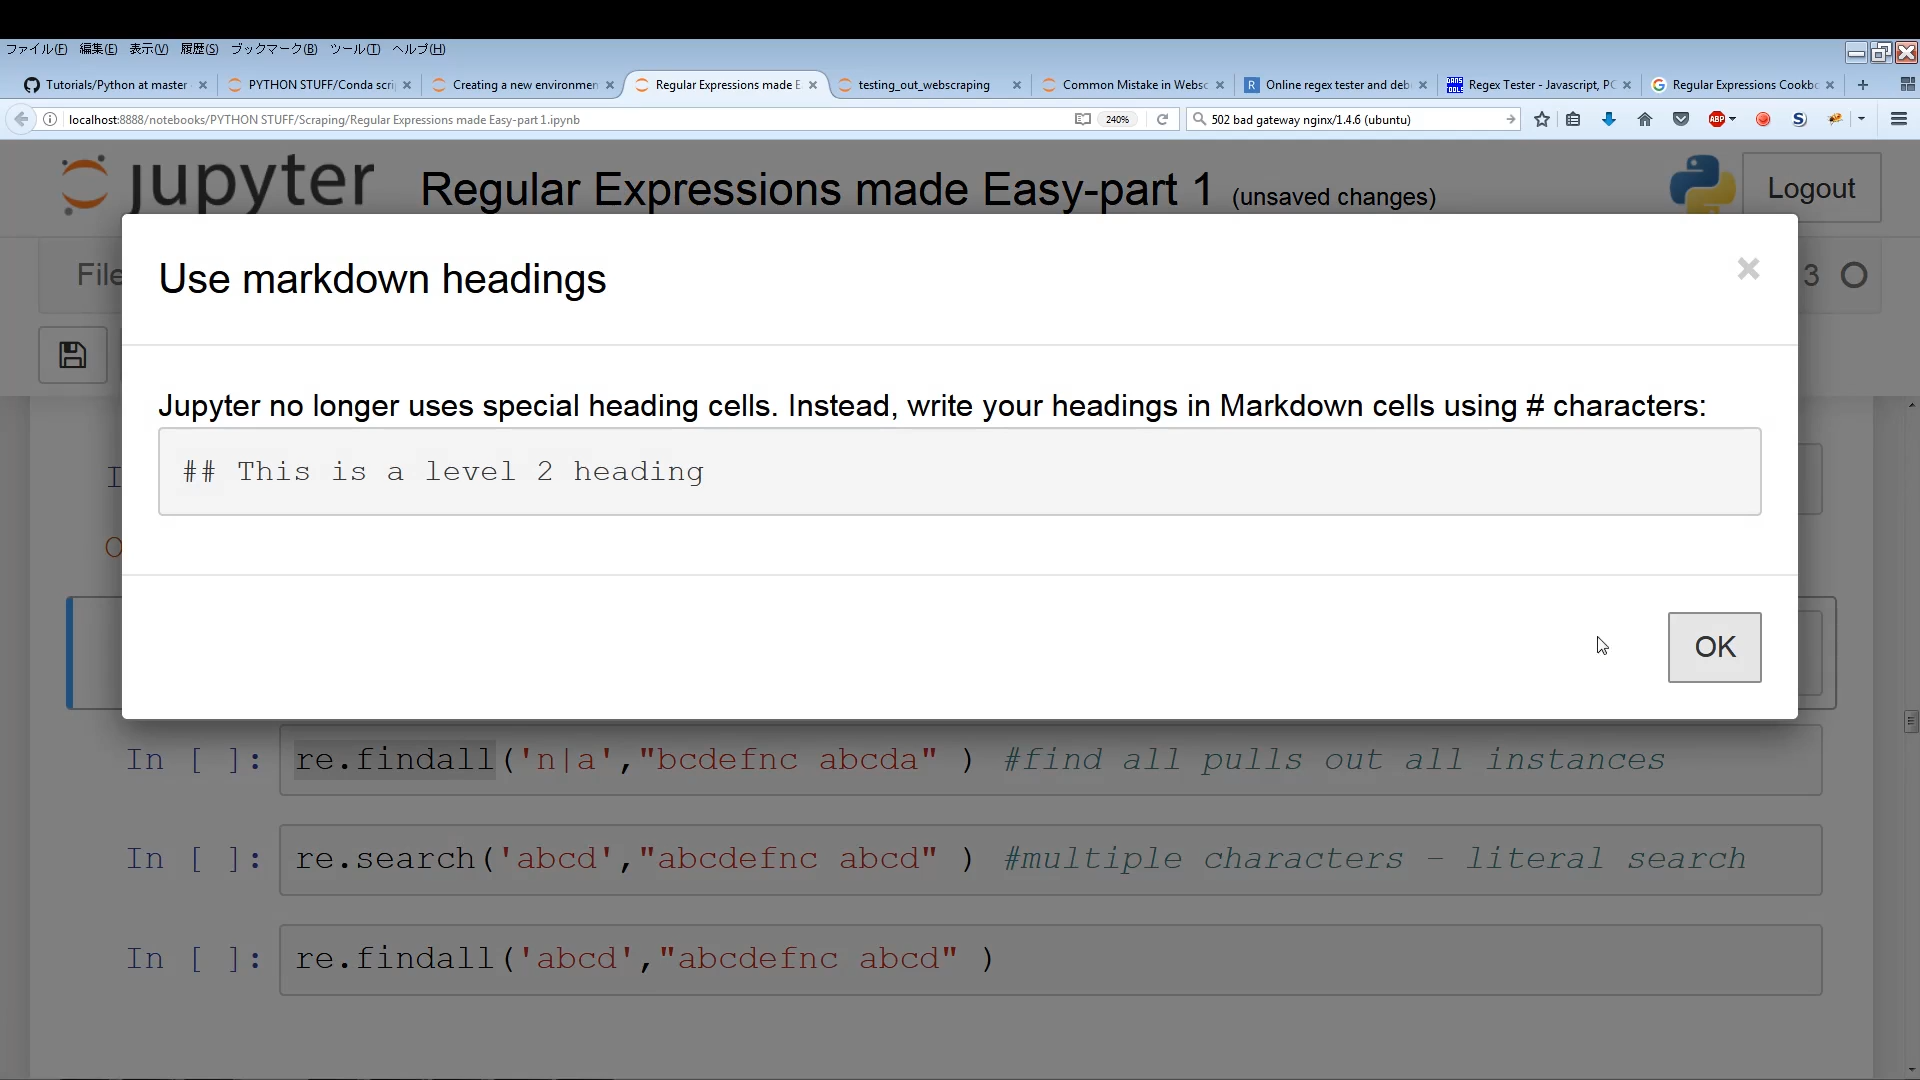 ファイル(F) 編集(E) 表示(V) 履歴(S) ブックマーク(B) ツール(T) ヘルプ(H)
Tutorials/Python at master PYTHON STUFF/Conda scri Creating a new environmen Regular Expressions made E testing_out_webscraping Common Mistake in Websc Online regex tester and deb Regex Tester - Javascript, PC Regular Expressions Cookbo
localhost:8888/notebooks/PYTHON STUFF/Scraping/Regular Expressions made Easy-part 1.ipynb 240% 502 bad gateway nginx/1.4.6 (ubuntu) ABP
jupyter Regular Expressions made Easy-part 1 (unsaved changes) Logout
File 3
Use markdown headings ×
Jupyter no longer uses special heading cells. Instead, write your headings in Markdown cells using # characters:
## This is a level 2 heading
OK
In [ ]: re.findall('n|a',"bcdefnc abcda" ) #find all pulls out all instances
In [ ]: re.search('abcd',"abcdefnc abcd" ) #multiple characters - literal search
In [ ]: re.findall('abcd',"abcdefnc abcd" )